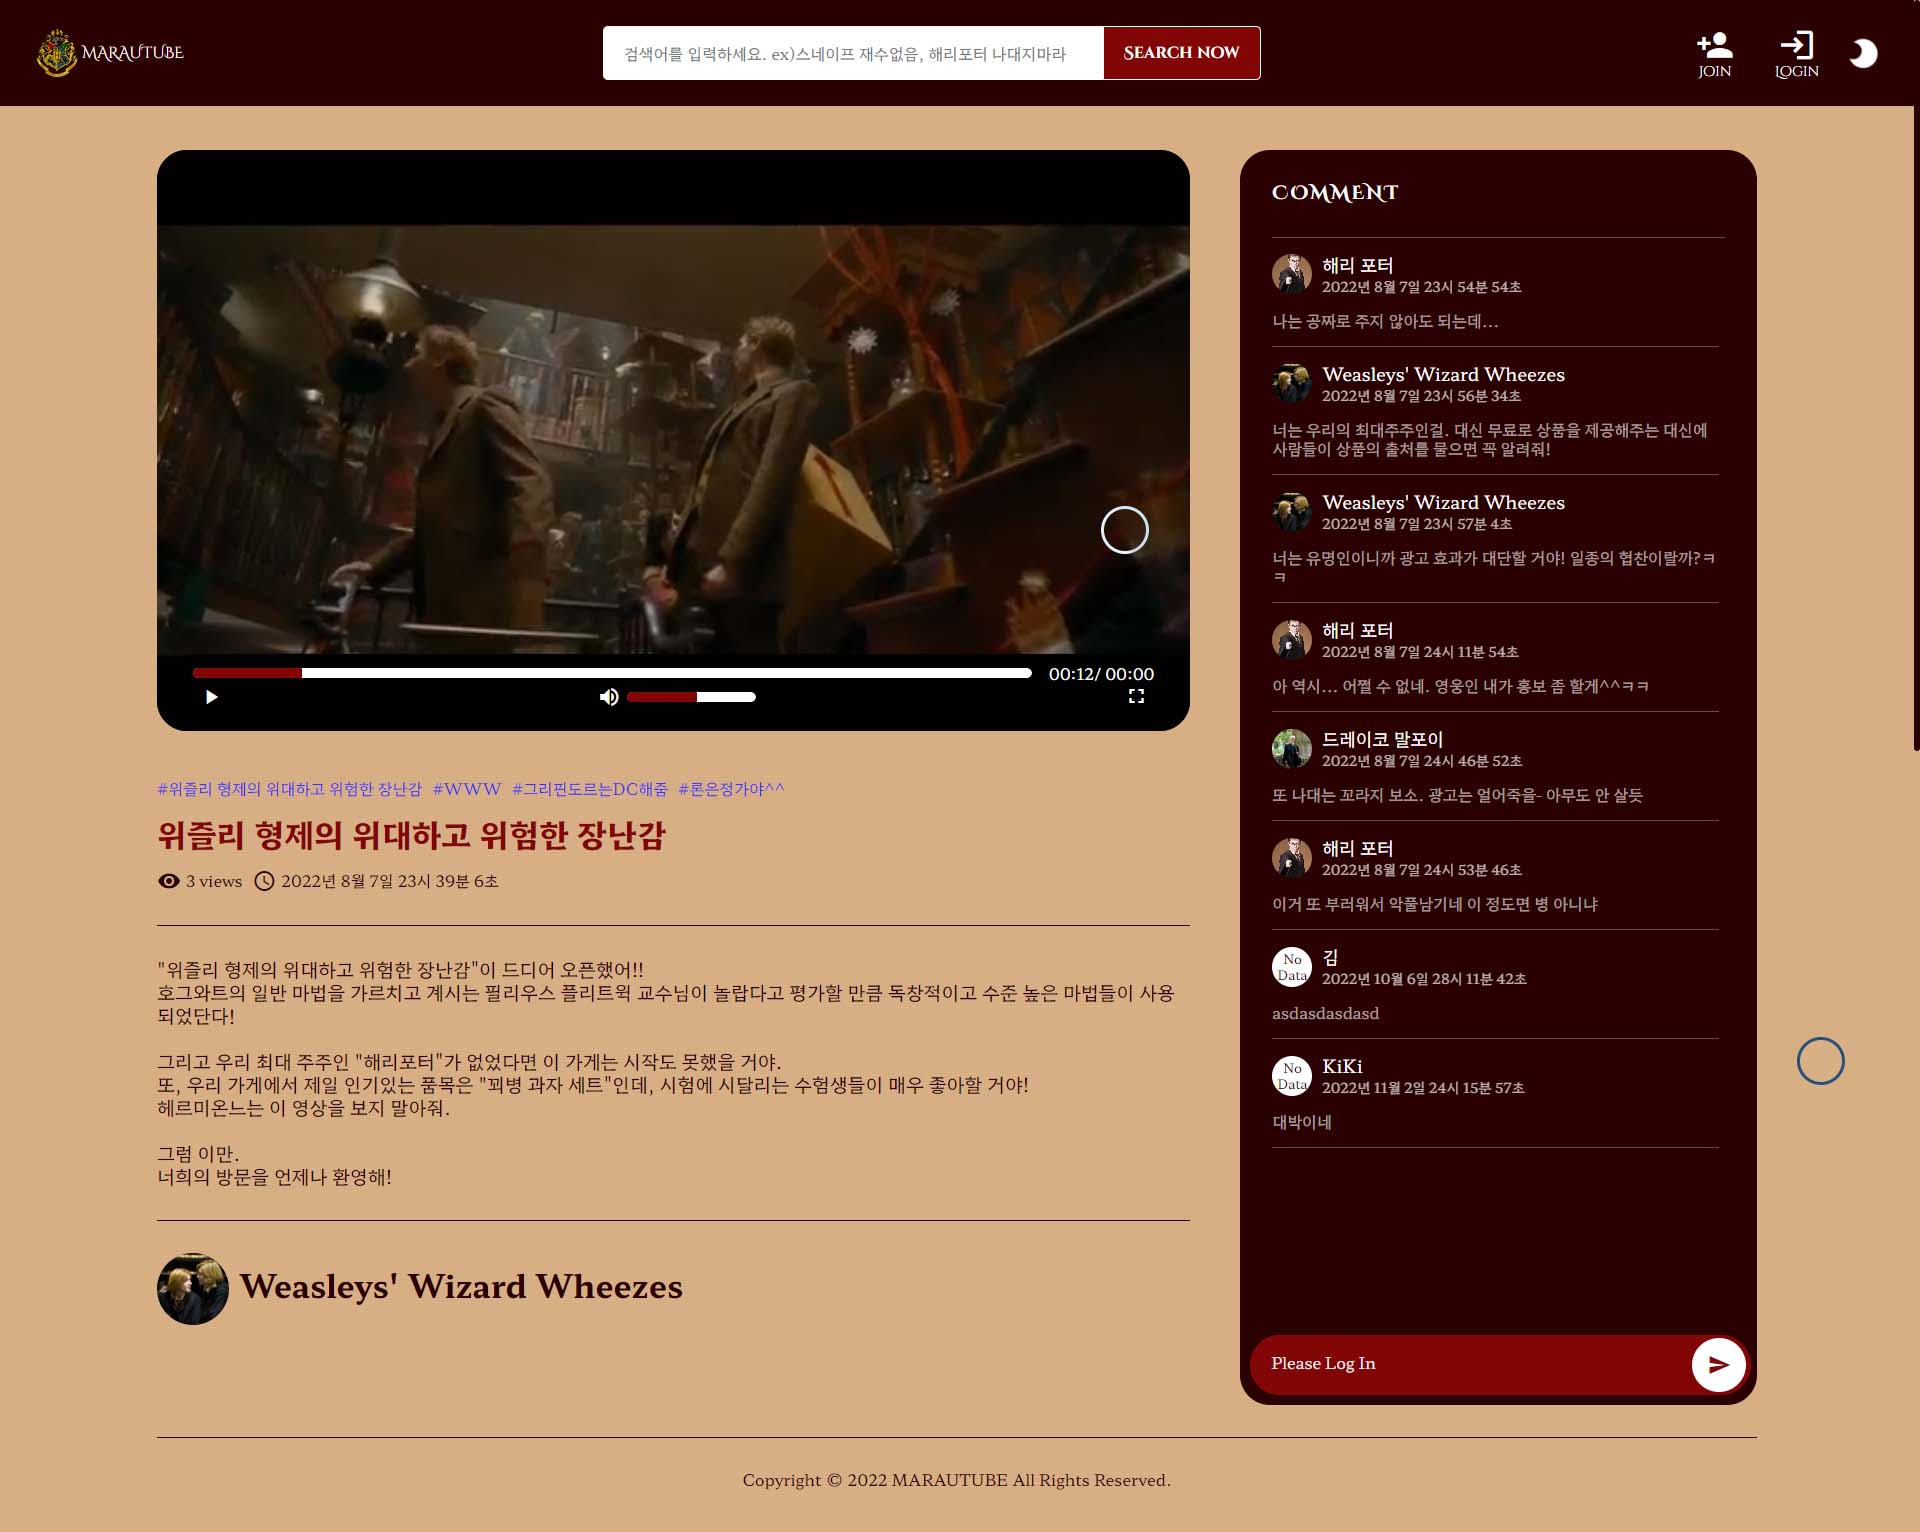 MARAUTUBE
검색어를 입력하세요. ex)스네이프 재수없음, 해리포터 나대지마라
SEARCH NOW
JOIN
LOGIN
00:12/ 00:00
#위즐리 형제의 위대하고 위험한 장난감 #WWW #그리핀도르는DC해줌 #론은정가야^^
위즐리 형제의 위대하고 위험한 장난감
3 views 2022년 8월 7일 23시 39분 6초
"위즐리 형제의 위대하고 위험한 장난감"이 드디어 오픈했어!!
호그와트의 일반 마법을 가르치고 계시는 필리우스 플리트윅 교수님이 놀랍다고 평가할 만큼 독창적이고 수준 높은 마법들이 사용
되었단다!
그리고 우리 최대 주주인 "해리포터"가 없었다면 이 가게는 시작도 못했을 거야.
또, 우리 가게에서 제일 인기있는 품목은 "꾀병 과자 세트"인데, 시험에 시달리는 수험생들이 매우 좋아할 거야!
헤르미온느는 이 영상을 보지 말아줘.
그럼 이만.
너희의 방문을 언제나 환영해!
Weasleys' Wizard Wheezes
COMMENT
해리 포터
2022년 8월 7일 23시 54분 54초
나는 공짜로 주지 않아도 되는데...
Weasleys' Wizard Wheezes
2022년 8월 7일 23시 56분 34초
너는 우리의 최대주주인걸. 대신 무료로 상품을 제공해주는 대신에
사람들이 상품의 출처를 물으면 꼭 알려줘!
Weasleys' Wizard Wheezes
2022년 8월 7일 23시 57분 4초
너는 유명인이니까 광고 효과가 대단할 거야! 일종의 협찬이랄까?ㅋ
ㅋ
해리 포터
2022년 8월 7일 24시 11분 54초
아 역시... 어쩔 수 없네. 영웅인 내가 홍보 좀 할게^^ㅋㅋ
드레이코 말포이
2022년 8월 7일 24시 46분 52초
또 나대는 꼬라지 보소. 광고는 얼어죽을- 아무도 안 살듯
해리 포터
2022년 8월 7일 24시 53분 46초
이거 또 부러워서 악풀남기네 이 정도면 병 아니냐
No
Data
김
2022년 10월 6일 28시 11분 42초
asdasdasdasd
No
Data
KiKi
2022년 11월 2일 24시 15분 57초
대박이네
Please Log In
Copyright © 2022 MARAUTUBE All Rights Reserved.